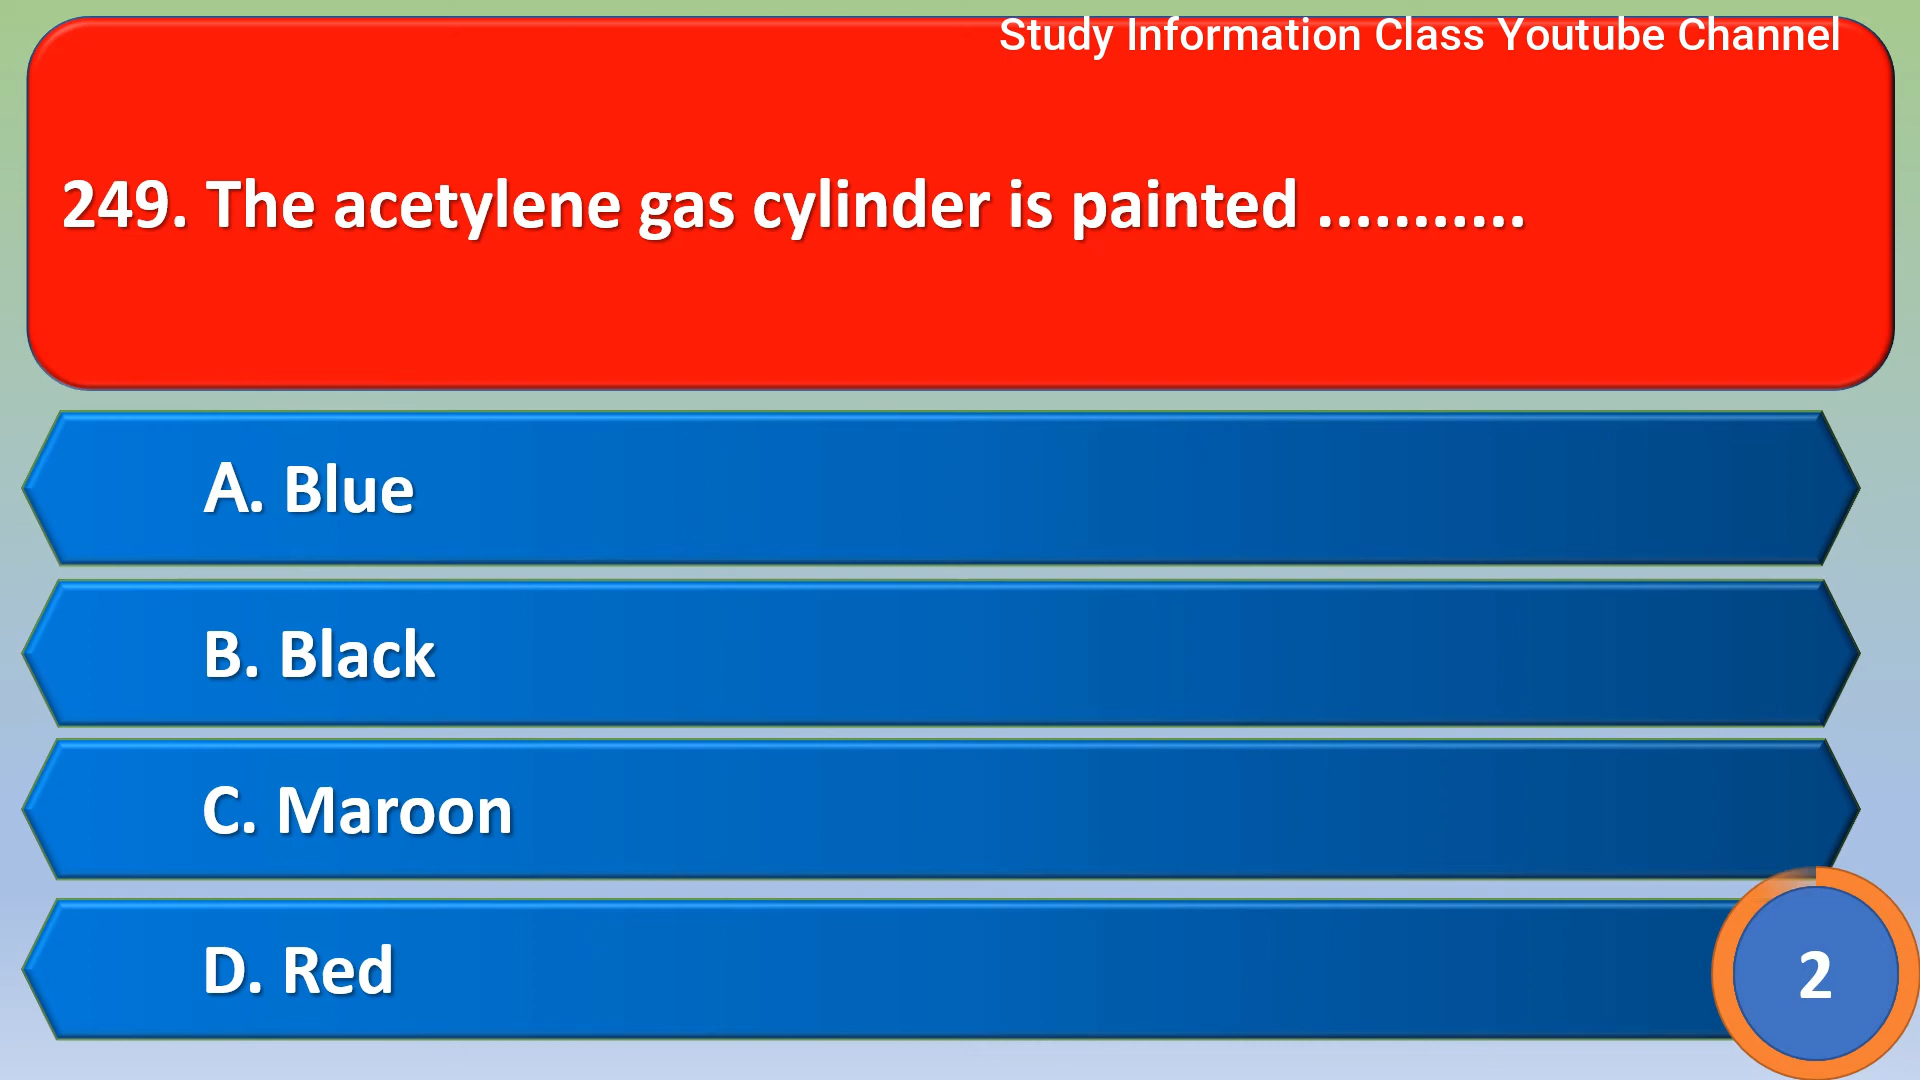 Study Information Class Youtube Channel
249. The acetylene gas cylinder is painted ...........
A. Blue
B. Black
C. Maroon
D. Red
2